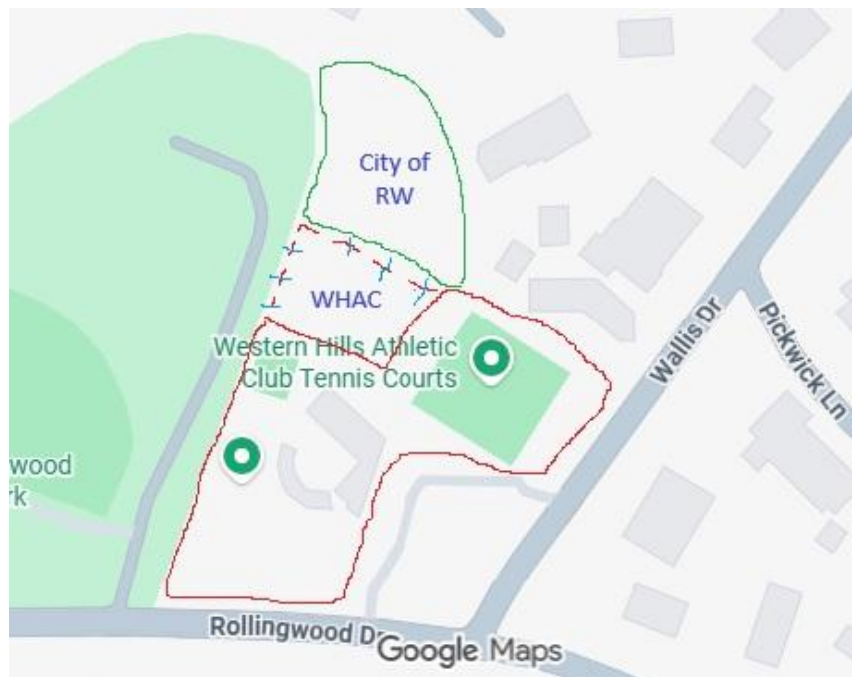 City of
RW
WHAC
Western Hills Athletic
Club Tennis Courts
Wallis Dr
Pickwick Ln
wood
rk
Rollingwood D
Google Maps